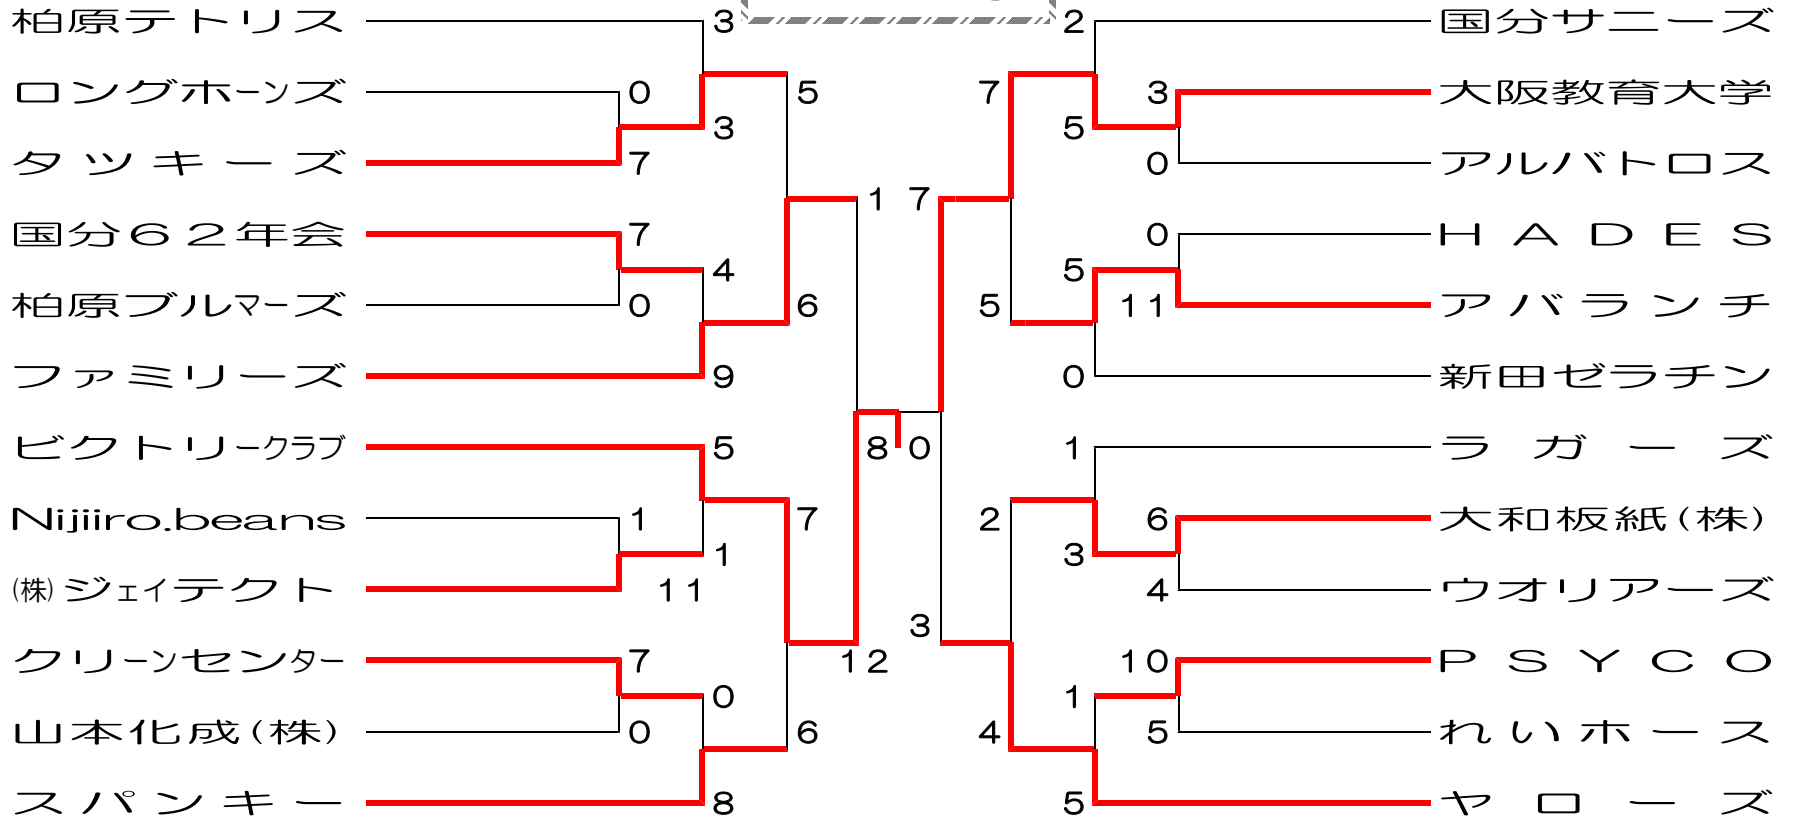 柏原テトリス 3 2 国分サニーズ
ロングホーンズ 0 5 7 3 大阪教育大学
3 5
タッキーズ 7 0 アルバトロス
1 7
国分６２年会 7 0 ＨＡＤＥＳ
4 5
柏原ブルマーズ 0 6 5 11 アバランチ
ファミリーズ 9 0 新田ゼラチン
ビクトリークラブ 5 8 0 1 ラガーズ
Nijiiro.beans 1 7 2 6 大和板紙(株)
1 3
(株)ジェイテクト 11 4 ウオリアーズ
3
クリーンセンター 7 12 10 ＰＳＹＣＯ
0 1
山本化成(株) 0 6 4 5 れいホース
スパンキー 8 5 ヤローズ